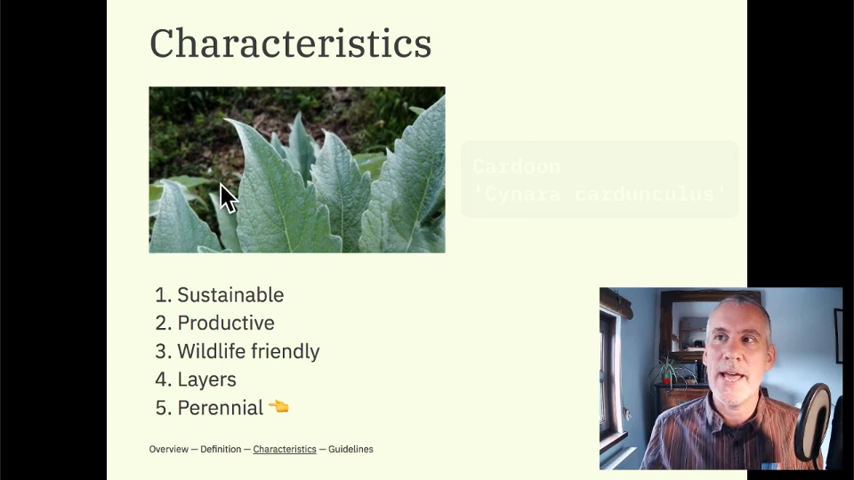 Characteristics
Cardoon
'Cynara cardunculus'
1. Sustainable
2. Productive
3. Wildlife friendly
4. Layers
5. Perennial 👈
Overview — Definition — Characteristics — Guidelines